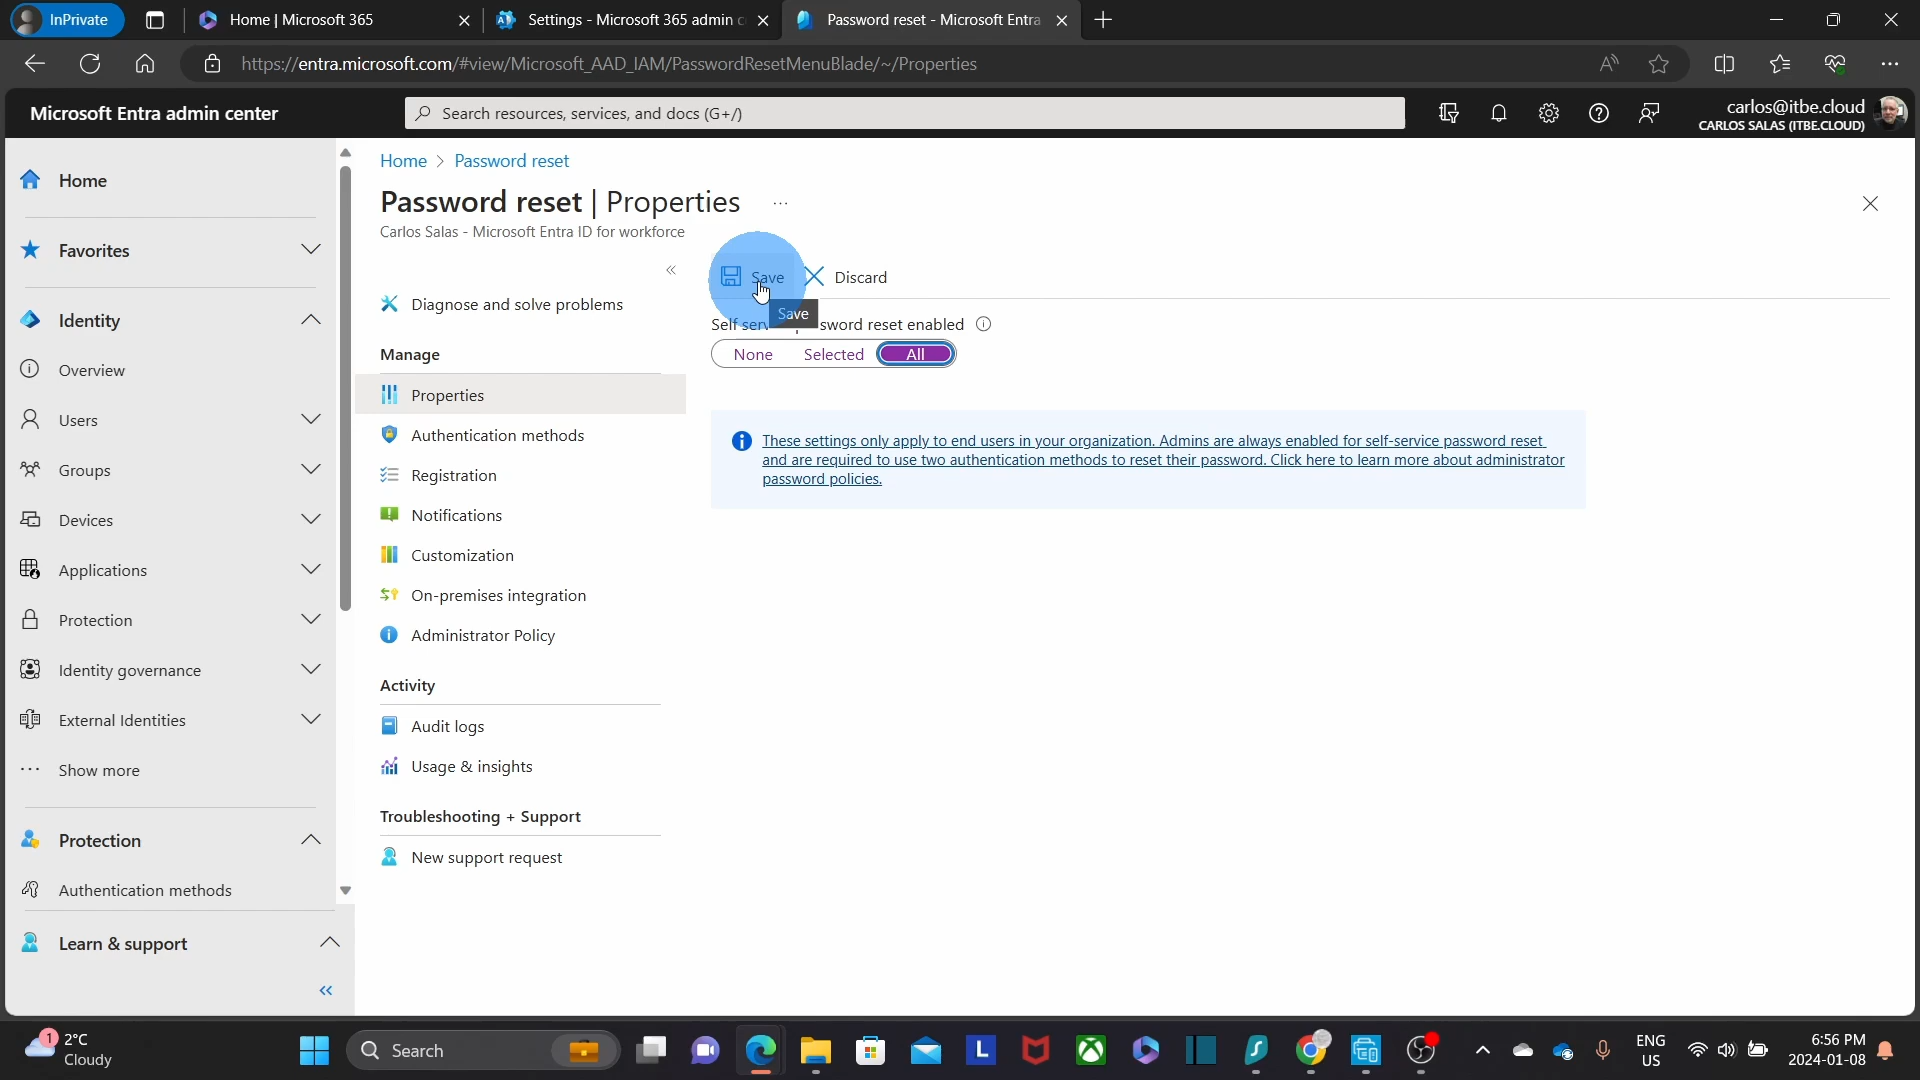 InPrivate
Home | Microsoft 365
Settings - Microsoft 365 admin c
Password reset - Microsoft Entra
https://entra.microsoft.com/#view/Microsoft_AAD_IAM/PasswordResetMenuBlade/~/Properties
Microsoft Entra admin center
Search resources, services, and docs (G+/)
carlos@itbe.cloud
CARLOS SALAS (ITBE.CLOUD)
Home
Favorites
Identity
Overview
Users
Groups
Devices
Applications
Protection
Identity governance
External Identities
Show more
Protection
Authentication methods
Learn & support
Home > Password reset
Password reset | Properties
Carlos Salas - Microsoft Entra ID for workforce
Diagnose and solve problems
Manage
Properties
Authentication methods
Registration
Notifications
Customization
On-premises integration
Administrator Policy
Activity
Audit logs
Usage & insights
Troubleshooting + Support
New support request
Save
Discard
Save
Self sword reset enabled
None Selected All
These settings only apply to end users in your organization. Admins are always enabled for self-service password reset
and are required to use two authentication methods to reset their password. Click here to learn more about administrator
password policies.
1
2°C
Cloudy
Search
L
ENG
US
6:56 PM
2024-01-08